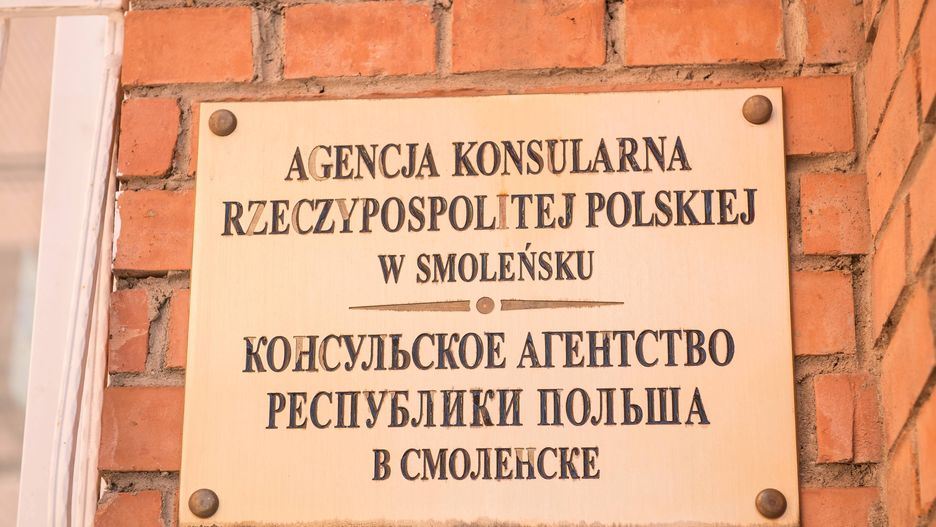 AGENCJA KONSULARNA
RZECZYPOSPOLITEJ POLSKIEJ
W SMOLEŃSKU
КОНСУЛЬСКОЕ АГЕНТСТВО
РЕСПУБЛИКИ ПОЛЬША
В СМОЛЕНСКЕ